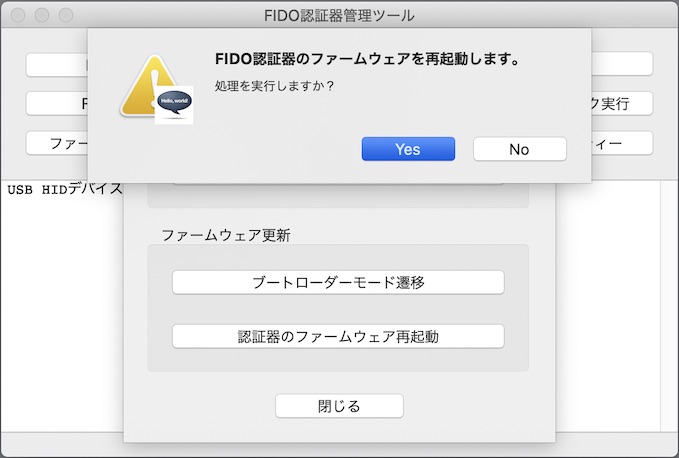 FIDO認証器管理ツール
FIDO認証器のファームウェアを再起動します。
処理を実行しますか？
Hello, world!
Yes
No
ク実行
ファー
ィー
USB HIDデバイス
ファームウェア更新
ブートローダーモード遷移
認証器のファームウェア再起動
閉じる